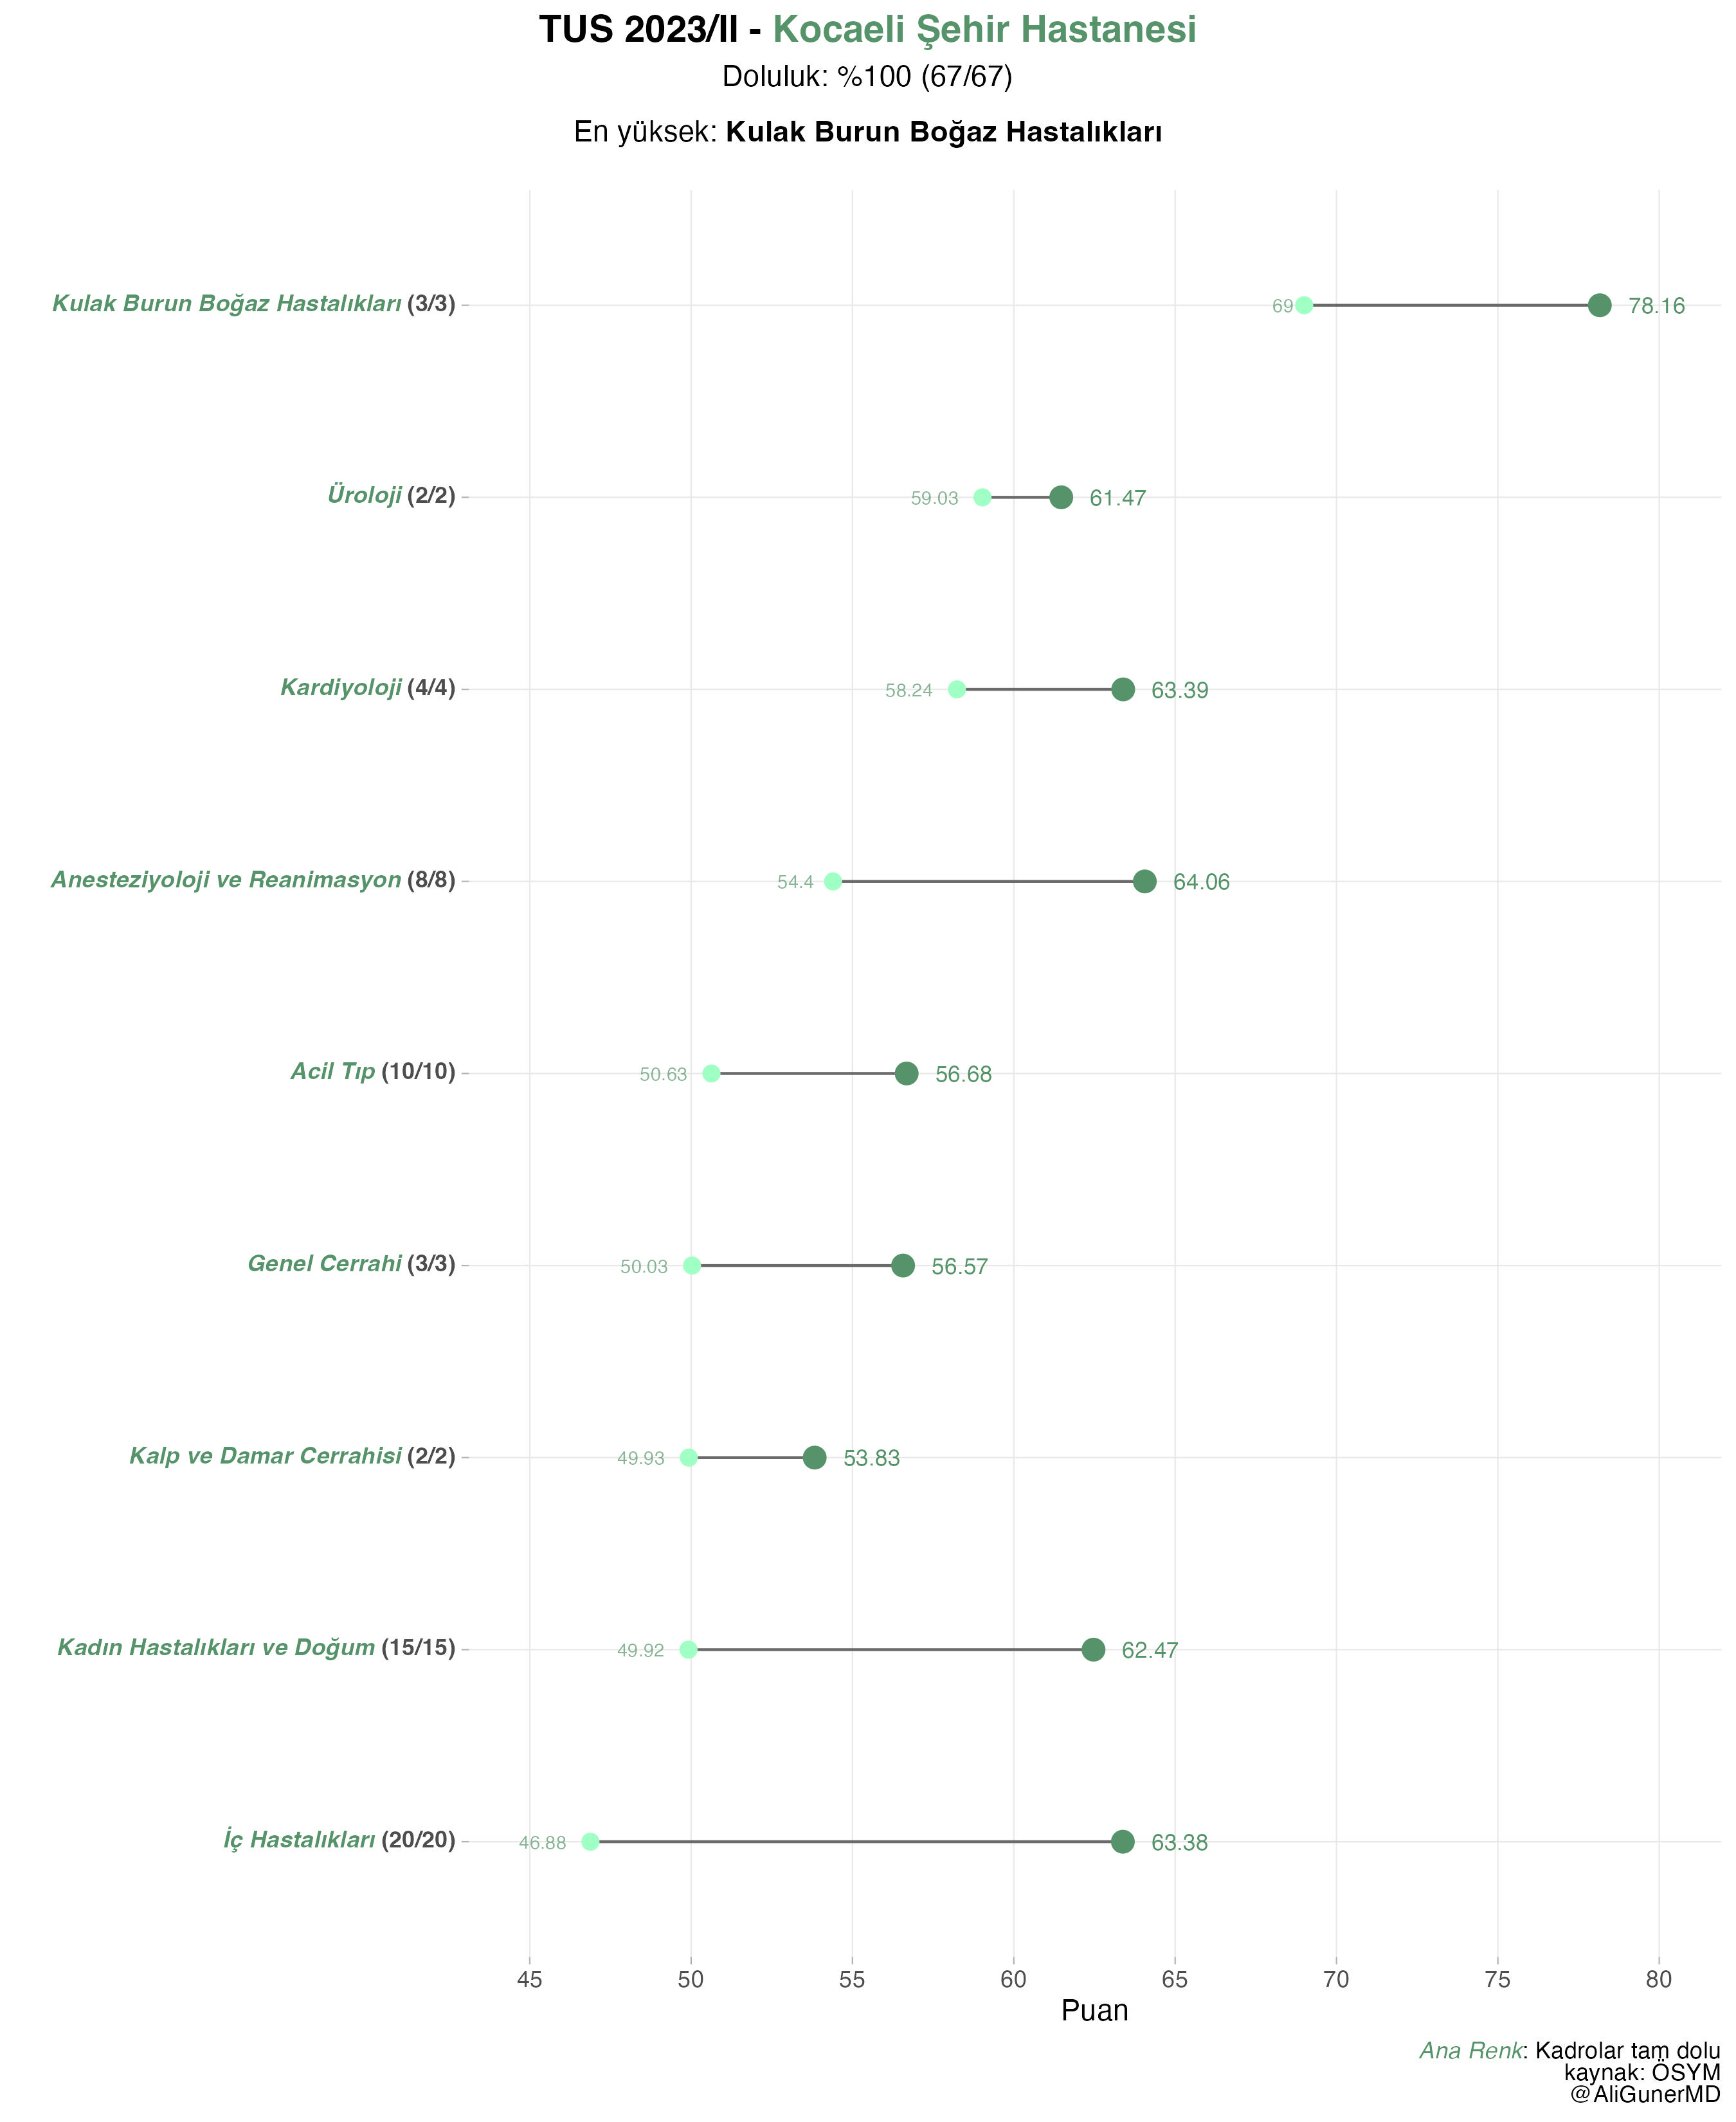 TUS 2023/II - Kocaeli Şehir Hastanesi
Doluluk: %100 (67/67)
En yüksek: Kulak Burun Boğaz Hastalıkları
Kulak Burun Boğaz Hastalıkları (3/3) 69 78.16
Üroloji (2/2) 59.03 61.47
Kardiyoloji (4/4) 58.24 63.39
Anesteziyoloji ve Reanimasyon (8/8) 54.4 64.06
Acil Tıp (10/10) 50.63 56.68
Genel Cerrahi (3/3) 50.03 56.57
Kalp ve Damar Cerrahisi (2/2) 49.93 53.83
Kadın Hastalıkları ve Doğum (15/15) 49.92 62.47
İç Hastalıkları (20/20) 46.88 63.38
45 50 55 60 65 70 75 80
Puan
Ana Renk: Kadrolar tam dolu
kaynak: ÖSYM
@AliGunerMD